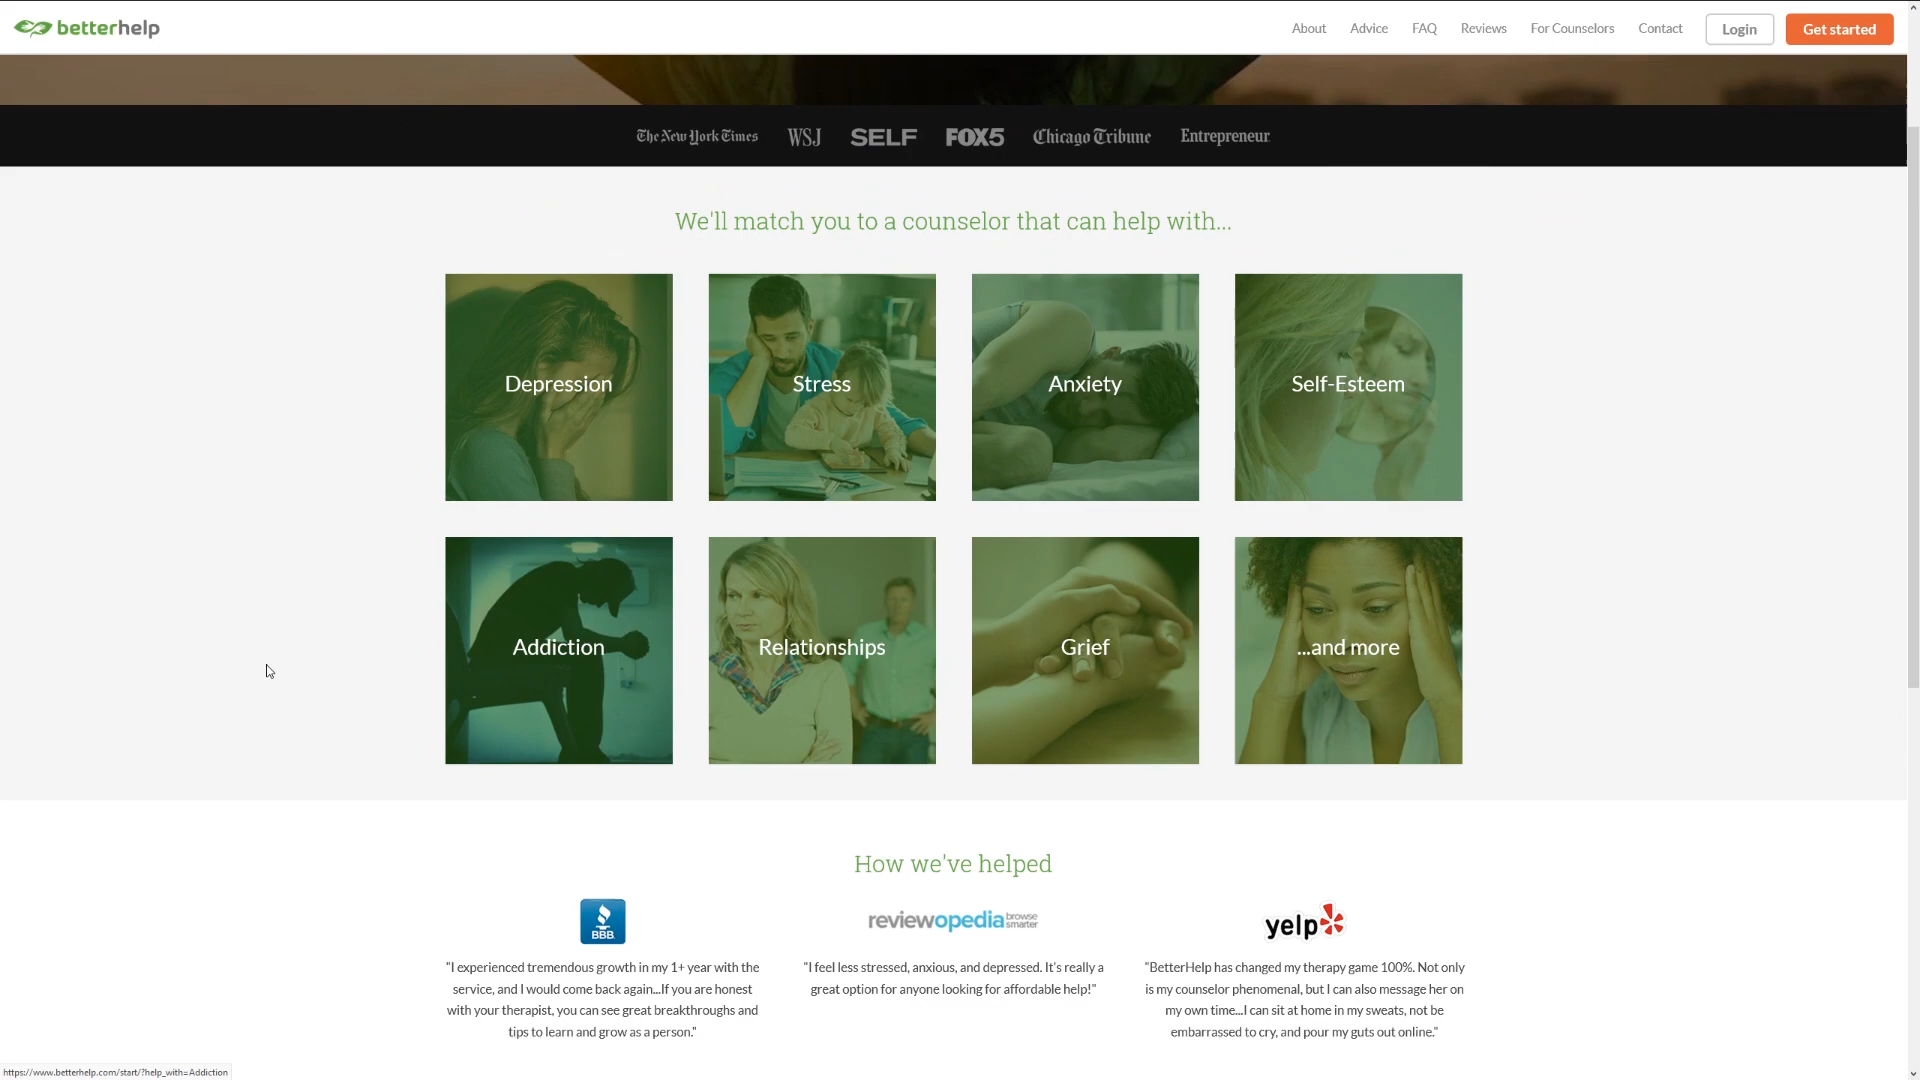 betterhelp
About Advice FAQ Reviews For Counselors Contact Login Get started
The New York Times WSJ SELF FOX5 Chicago Tribune Entrepreneur
We'll match you to a counselor that can help with...
Depression Stress Anxiety Self-Esteem
Addiction Relationships Grief ...and more
How we've helped
BBB.
"I experienced tremendous growth in my 1+ year with the
service, and I would come back again...If you are honest
with your therapist, you can see great breakthroughs and
tips to learn and grow as a person."
reviewopedia browse smarter
"I feel less stressed, anxious, and depressed. It's really a
great option for anyone looking for affordable help!"
yelp
"BetterHelp has changed my therapy game 100%. Not only
is my counselor phenomenal, but I can also message her on
my own time...I can sit at home in my sweats, not be
embarrassed to cry, and pour my guts out online."
https://www.betterhelp.com/start/?help_with=Addiction